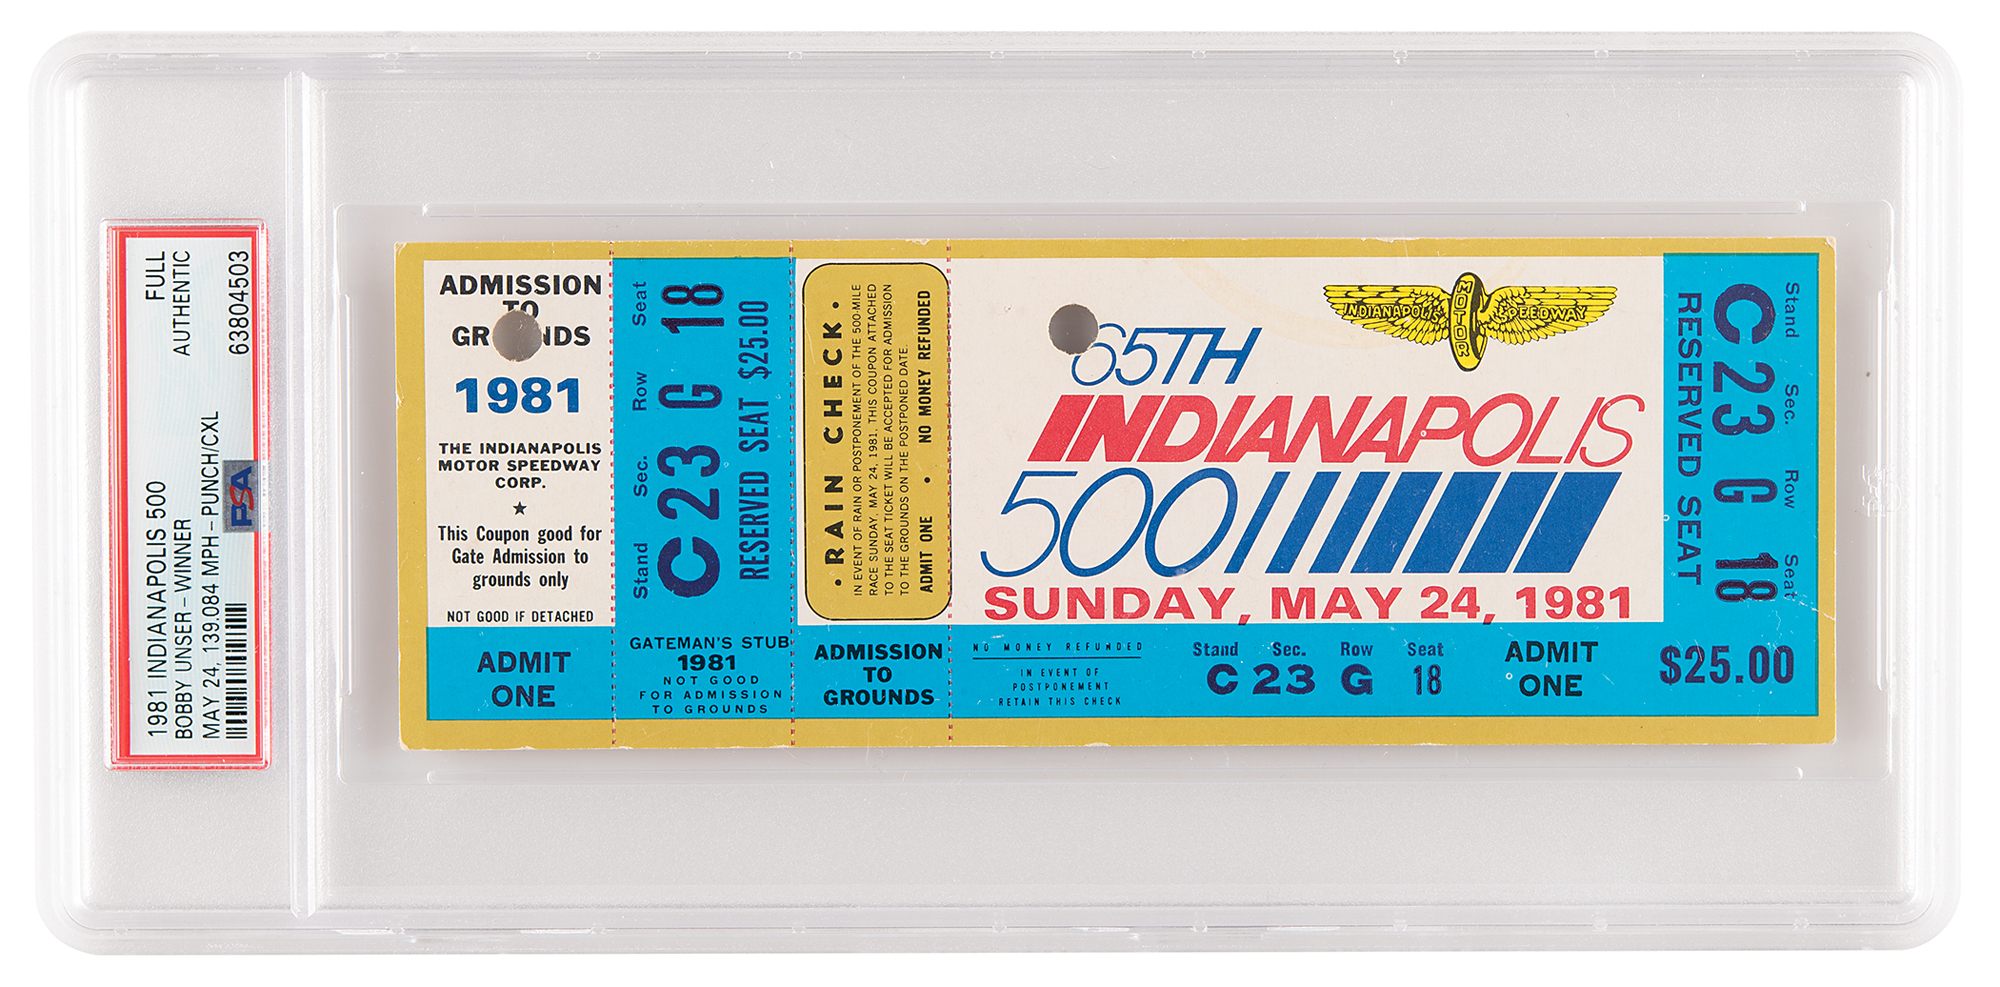 1981 INDIANAPOLIS 500 FULL
BOBBY UNSER-WINNER AUTHENTIC
MAY 24, 139.084 MPH-PUNCH/CXL
63804503
PSA
ADMISSION
TO
GR NDS
1981
THE INDIANAPOLIS
MOTOR SPEEDWAY
CORP.
★
This Coupon good for
Gate Admission to
grounds only
NOT GOOD IF DETACHED
ADMIT
ONE
Stand Sec. Row Seat
C 23 G 18
RESERVED SEAT $25.00
GATEMAN'S STUB
1981
NOT GOOD
FOR ADMISSION
TO GROUNDS
• RAIN CHECK •
IN EVENT OF RAIN OR POSTPONEMENT OF THE 500-MILE
RACE SUNDAY, MAY 24, 1981, THIS COUPON ATTACHED
TO THE SEAT TICKET WILL BE ACCEPTED FOR ADMISSION
TO THE GROUNDS ON THE POSTPONED DATE.
ADMIT ONE • NO MONEY REFUNDED
ADMISSION
TO
GROUNDS
INDIANAPOLIS MOTOR SPEEDWAY
65TH
INDIANAPOLIS
500
SUNDAY, MAY 24, 1981
NO MONEY REFUNDED
IN EVENT OF
POSTPONEMENT
RETAIN THIS CHECK
Stand Sec. Row Seat
C 23 G 18
ADMIT
ONE
$25.00
Stand Sec. Row Seat
C 23 G 18
RESERVED SEAT